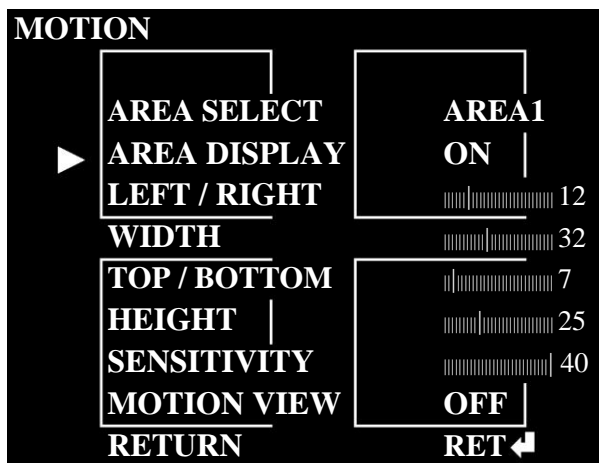 MOTION
AREA SELECT AREA1
AREA DISPLAY ON
LEFT / RIGHT 12
WIDTH 32
TOP / BOTTOM 7
HEIGHT 25
SENSITIVITY 40
MOTION VIEW OFF
RETURN RET